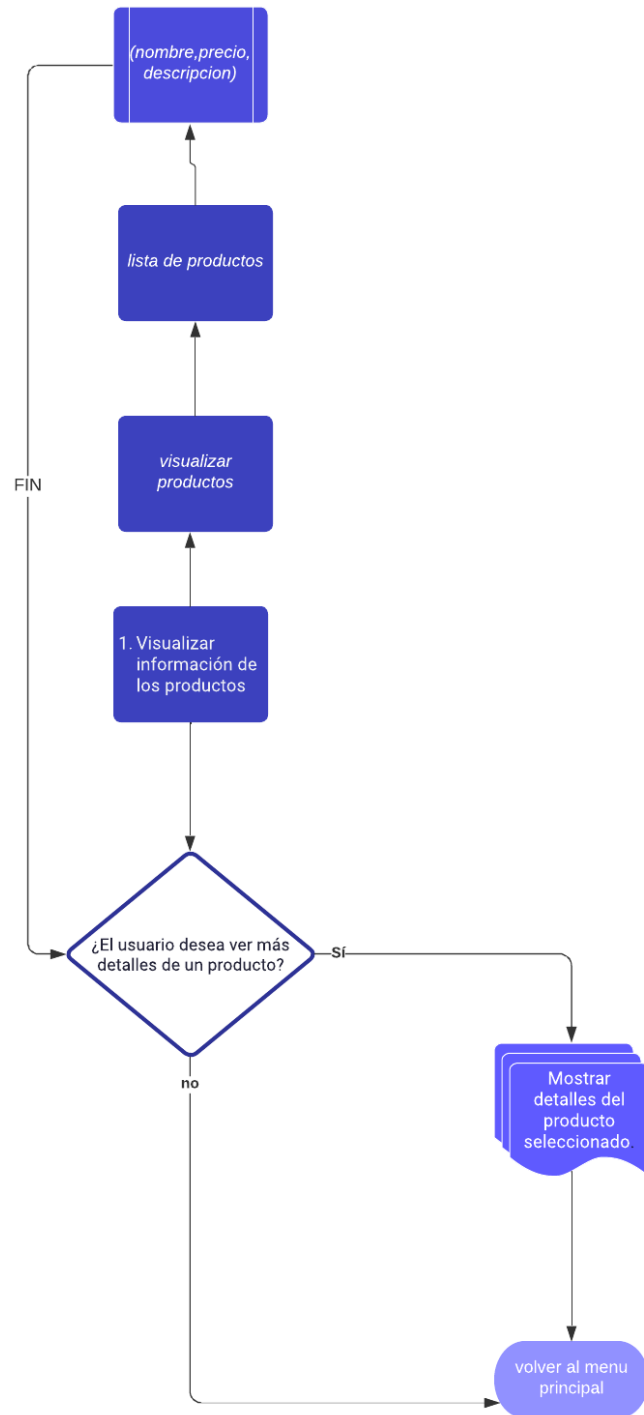 (nombre,precio,
descripcion)
lista de productos
visualizar
productos
FIN
1. Visualizar
información de
los productos
¿El usuario desea ver más
detalles de un producto?
Sí
no
Mostrar
detalles del
producto
seleccionado.
volver al menu
principal